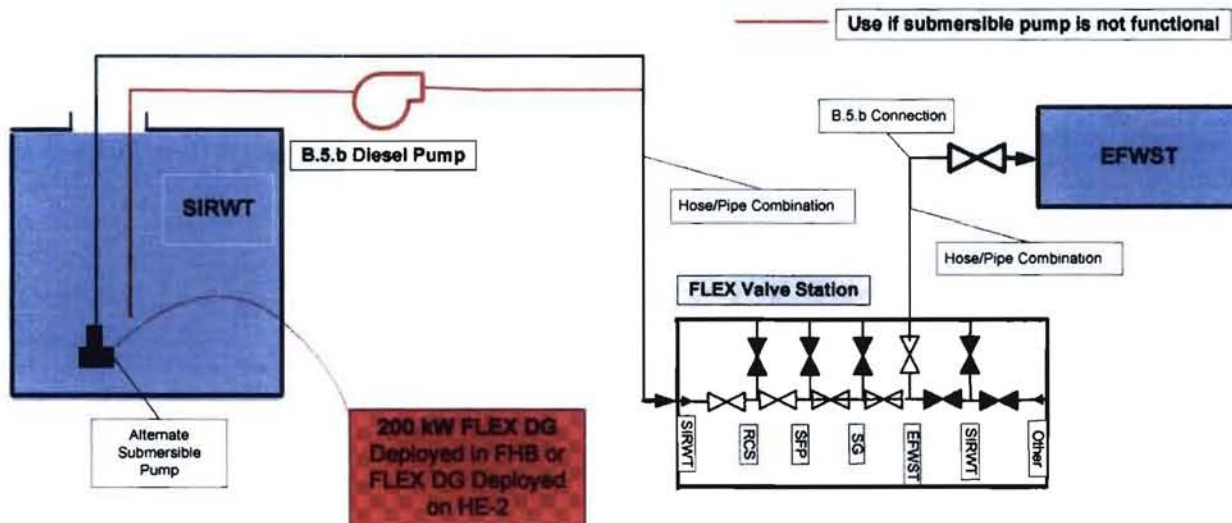 Use if submersible pump is not functional
B.5.b Connection
EFWST
B.5.b Diesel Pump
SIRWT
Hose/Pipe Combination
Hose/Pipe Combination
FLEX Valve Station
Alternate
Submersible
Pump
200 kW FLEX DG
Deployed in FHB or
FLEX DG Deployed
on HE-2
SIRWT
RCS
SFP
SG
EFWST
SIRWT
Other